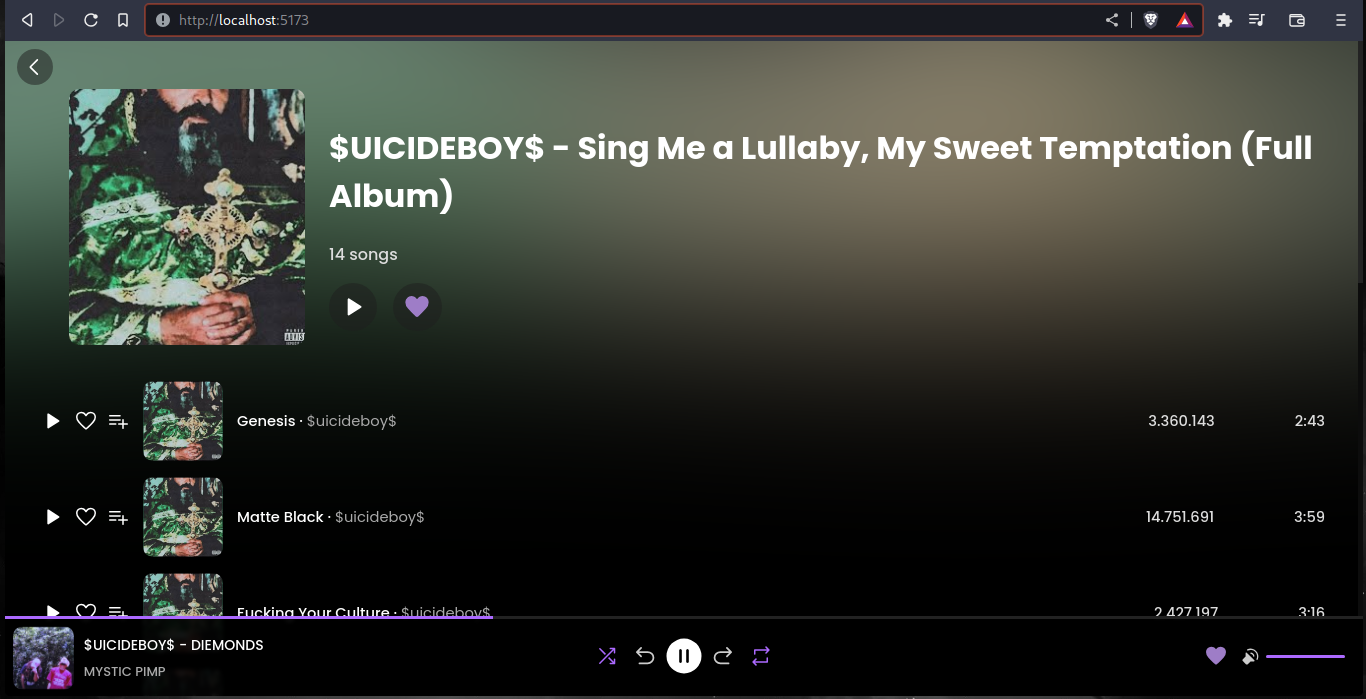 http://localhost:5173
$UICIDEBOY$ - Sing Me a Lullaby, My Sweet Temptation (Full
Album)
14 songs
Genesis · $uicideboy$ 3.360.143 2:43
Matte Black · $uicideboy$ 14.751.691 3:59
Fucking Your Culture · $uicideboy$ 2.427.197 3:16
$UICIDEBOY$ - DIEMONDS
MYSTIC PIMP